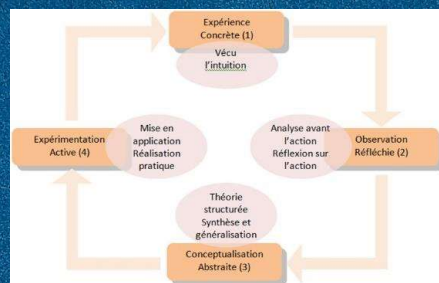 Expérience
Concrète (1)
Vécu
l'intuition
Analyse avant
l'action
Réflexion sur
l'action
Observation
Réfléchie (2)
Théorie
structurée
Synthèse et
généralisation
Conceptualisation
Abstraite (3)
Expérimentation
Active (4)
Mise en
application
Réalisation
pratique